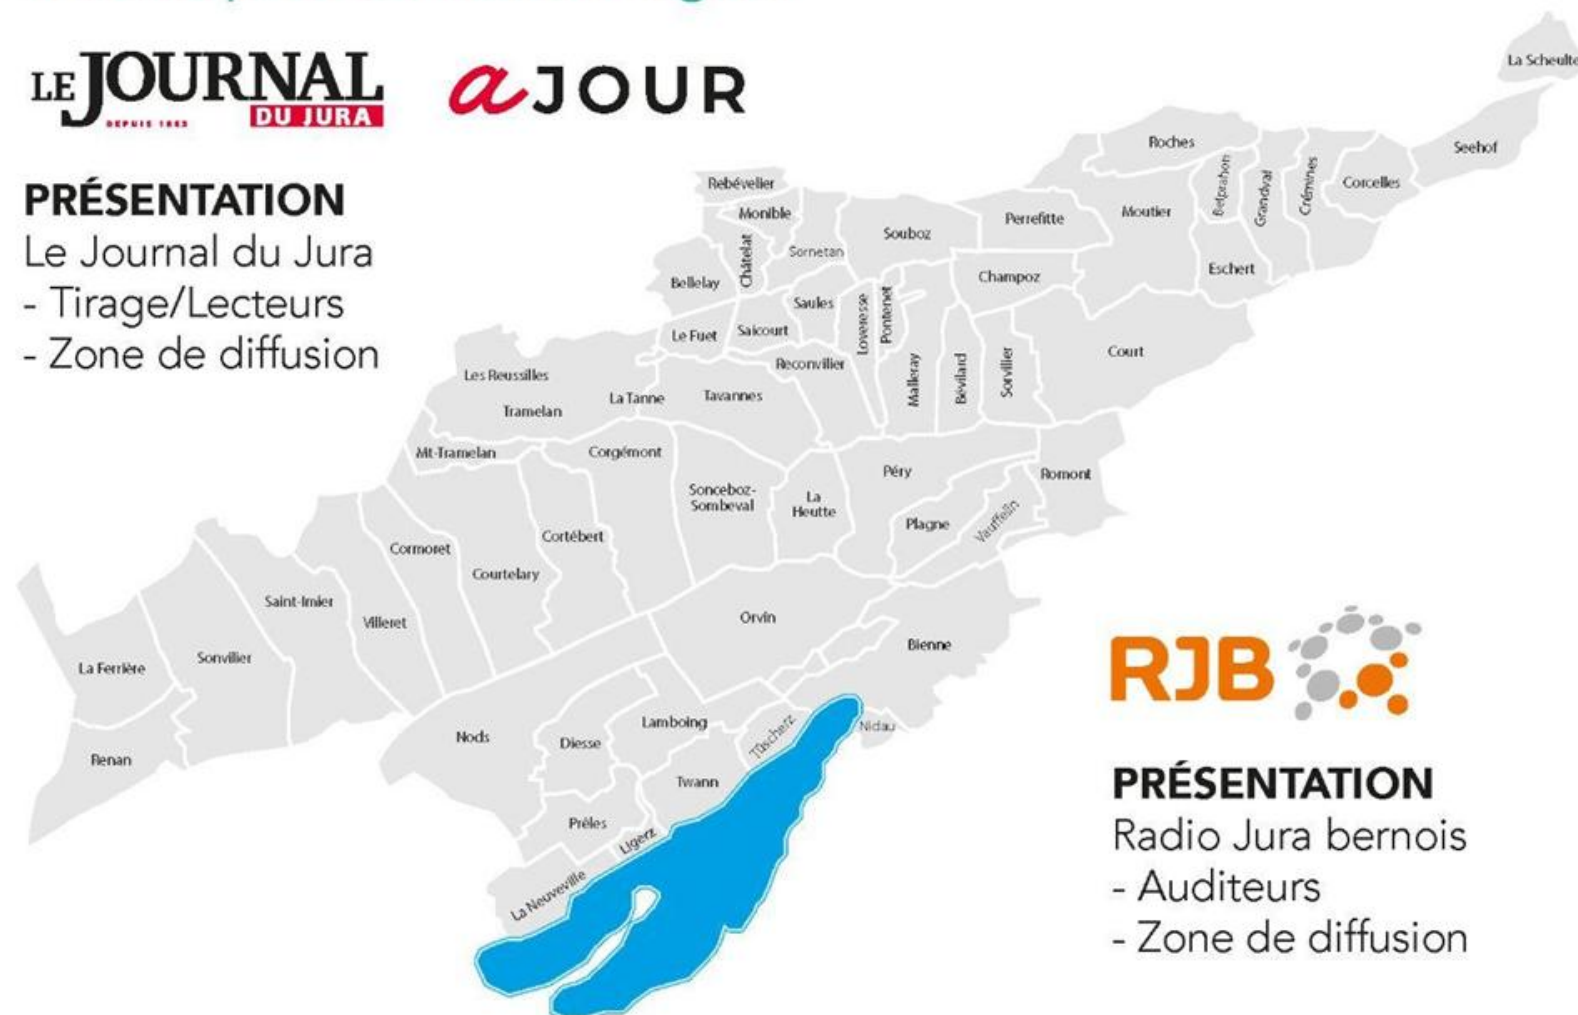 LE JOURNAL
DU JURA
DEPUIS 1863
aJOUR
PRÉSENTATION
Le Journal du Jura
- Tirage/Lecteurs
- Zone de diffusion
La Scheulte
Seehof
Roches
Belprahon
Grandval
Crémines
Corcelles
Rebévelier
Monible
Moutier
Perrefitte
Souboz
Châtelat
Sornetan
Eschert
Champoz
Bellelay
Saules
Loveresse
Pontenet
Le Fuet
Saicourt
Reconvilier
Malleray
Bévilard
Sorvilier
Court
Les Reussilles
La Tanne
Tavannes
Tramelan
Mt-Tramelan
Corgémont
Péry
Romont
Sonceboz-
Sombeval
La
Heutte
Plagne
Vauffelin
Cortébert
Cormoret
Courtelary
Saint-Imier
Villeret
Orvin
Bienne
Sonvilier
La Ferrière
Renan
Nods
Diesse
Lamboing
Tüscherz
Nidau
Twann
Prêles
Ligerz
La Neuveville
RJB
PRÉSENTATION
Radio Jura bernois
- Auditeurs
- Zone de diffusion